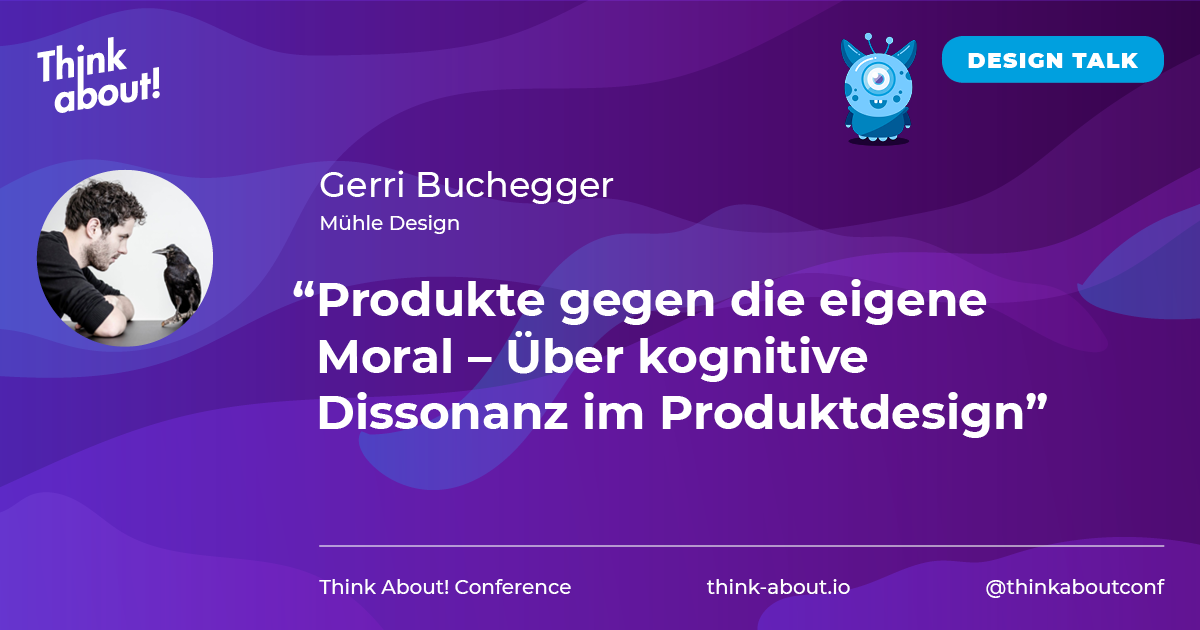 Think
about!
DESIGN TALK
Gerri Buchegger
Mühle Design
“Produkte gegen die eigene
Moral – Über kognitive
Dissonanz im Produktdesign”
Think About! Conference
think-about.io
@thinkaboutconf